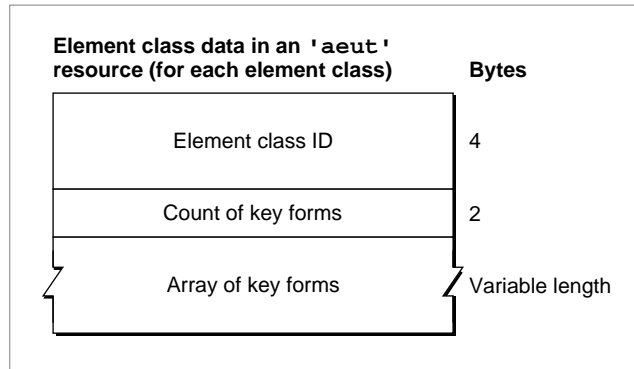 Element class data in an 'aeut'
resource (for each element class)
Bytes
Element class ID
4
Count of key forms
2
Array of key forms
Variable length